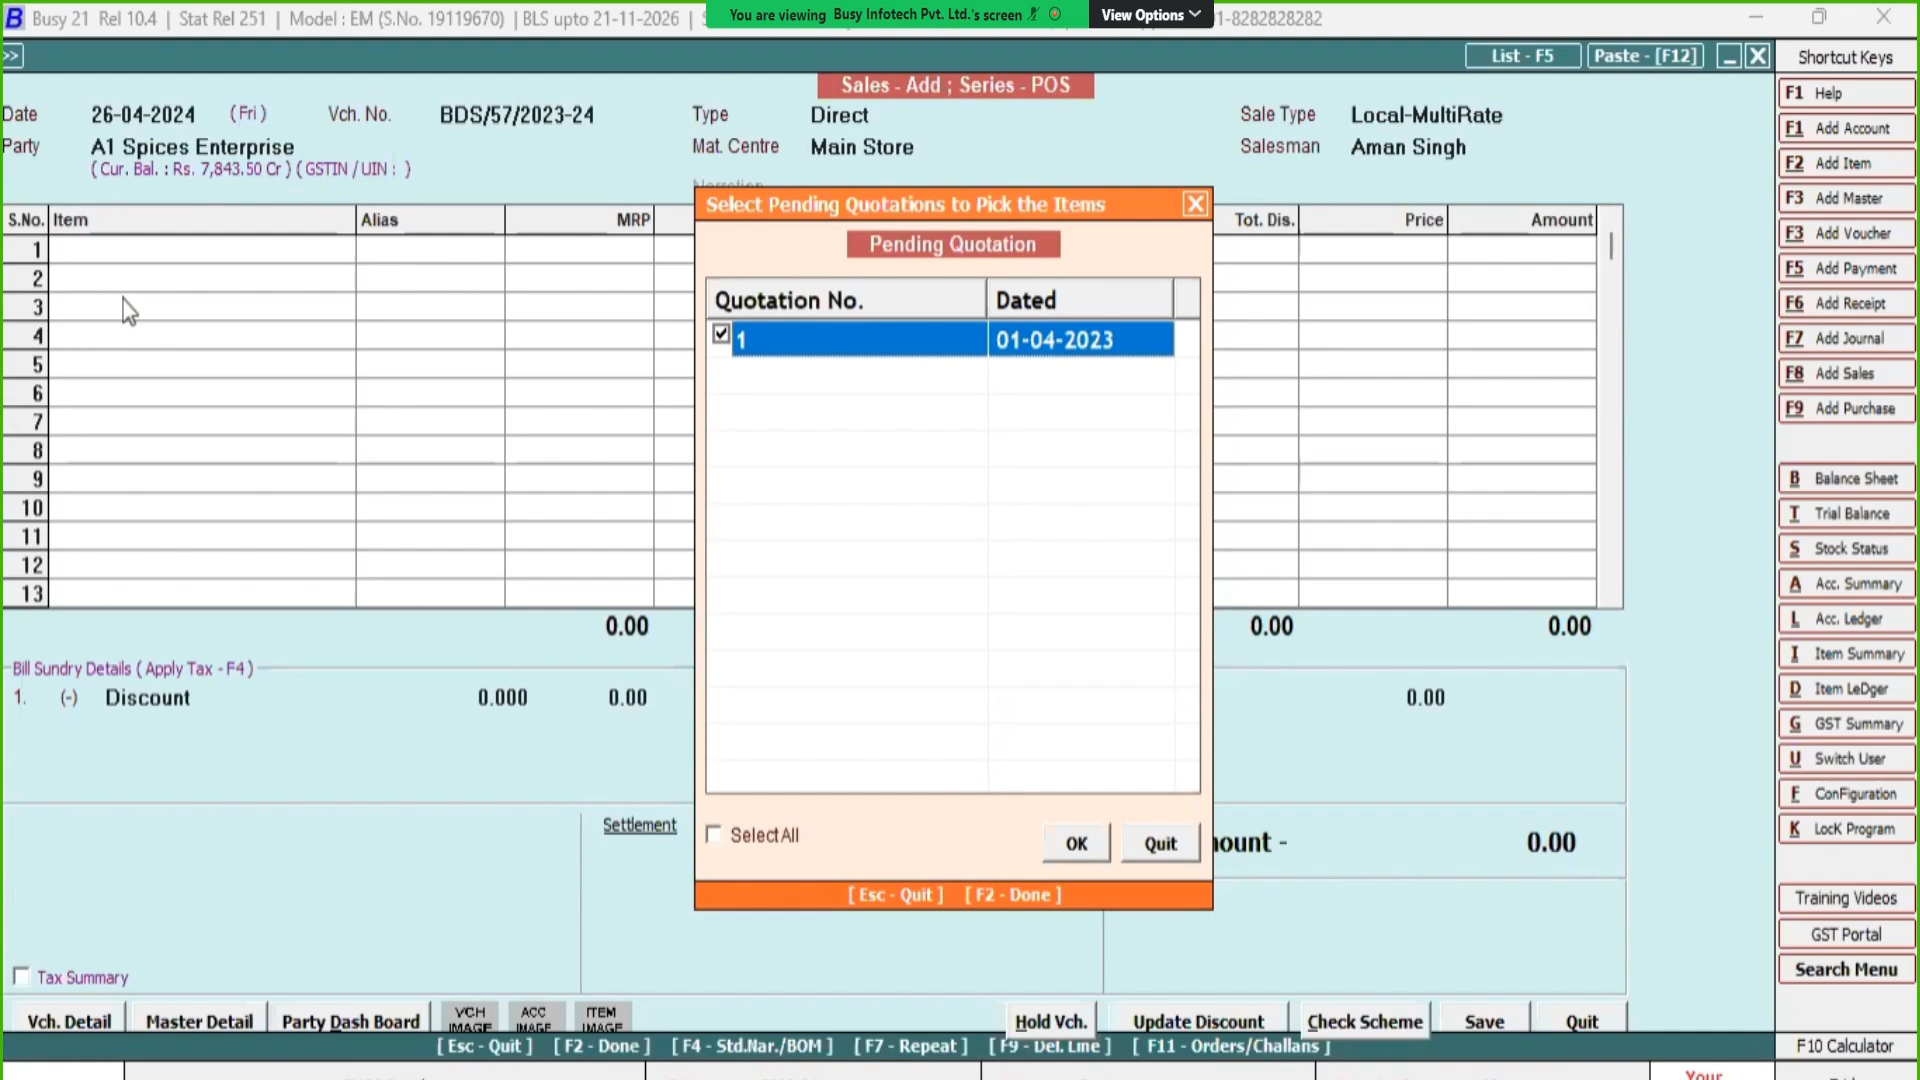 Busy 21 Rel 10.4 | Stat Rel 251 | Model : EM (S.No. 19119670) | BLS upto 21-11-2026 |
You are viewing Busy Infotech Pvt. Ltd.'s screen
View Options
1-8282828282
>>
List - F5
Paste - [F12]
Shortcut Keys
Sales - Add ; Series - POS
Date 26-04-2024 (Fri) Vch. No. BDS/57/2023-24 Type Direct Sale Type Local-MultiRate
Party A1 Spices Enterprise Mat. Centre Main Store Salesman Aman Singh
( Cur. Bal. : Rs. 7,843.50 Cr ) ( GSTIN / UIN : )
Narration
S.No. Item Alias MRP Tot. Dis. Price Amount
1
2
3
4
5
6
7
8
9
10
11
12
13
0.00 0.00 0.00
Select Pending Quotations to Pick the Items
Pending Quotation
Quotation No. Dated
1 01-04-2023
Select All
OK
Quit
[ Esc - Quit ] [ F2 - Done ]
Bill Sundry Details ( Apply Tax - F4 )
1. (-) Discount 0.000 0.00 0.00
Settlement
ount - 0.00
Tax Summary
Vch. Detail
Master Detail
Party Dash Board
VCH IMAGE
ACC IMAGE
ITEM IMAGE
Hold Vch.
Update Discount
Check Scheme
Save
Quit
[ Esc - Quit ] [ F2 - Done ] [ F4 - Std.Nar./BOM ] [ F7 - Repeat ] [ F9 - Del. Line ] [ F11 - Orders/Challans ]
F1 Help
F1 Add Account
F2 Add Item
F3 Add Master
F3 Add Voucher
F5 Add Payment
F6 Add Receipt
F7 Add Journal
F8 Add Sales
F9 Add Purchase
B Balance Sheet
T Trial Balance
S Stock Status
A Acc. Summary
L Acc. Ledger
I Item Summary
D Item LeDger
G GST Summary
U Switch User
F ConFiguration
K LocK Program
Training Videos
GST Portal
Search Menu
F10 Calculator
Your